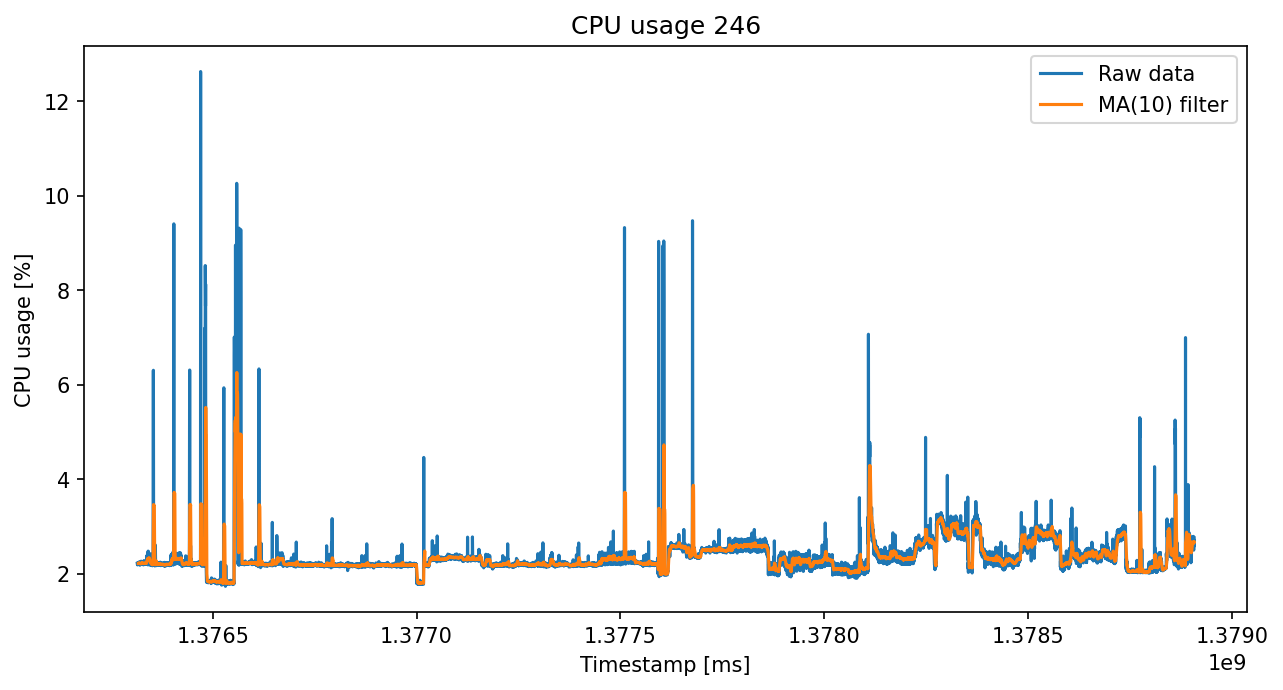 CPU usage 246
Raw data
MA(10) filter
12
10
8
6
4
2
CPU usage [%]
1.3765
1.3770
1.3775
1.3780
1.3785
1.3790
1e9
Timestamp [ms]